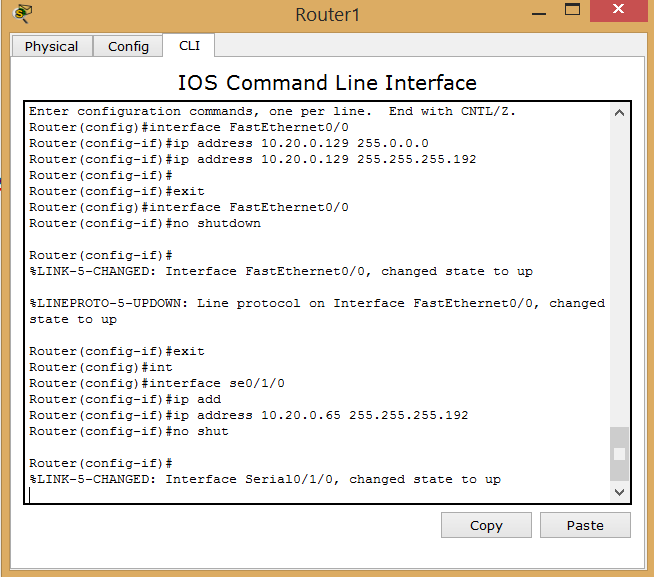 Router1
Physical Config CLI
IOS Command Line Interface
Enter configuration commands, one per line.  End with CNTL/Z.
Router(config)#interface FastEthernet0/0
Router(config-if)#ip address 10.20.0.129 255.0.0.0
Router(config-if)#ip address 10.20.0.129 255.255.255.192
Router(config-if)#
Router(config-if)#exit
Router(config)#interface FastEthernet0/0
Router(config-if)#no shutdown
Router(config-if)#
%LINK-5-CHANGED: Interface FastEthernet0/0, changed state to up
%LINEPROTO-5-UPDOWN: Line protocol on Interface FastEthernet0/0, changed
state to up
Router(config-if)#exit
Router(config)#int
Router(config)#interface se0/1/0
Router(config-if)#ip add
Router(config-if)#ip address 10.20.0.65 255.255.255.192
Router(config-if)#no shut
Router(config-if)#
%LINK-5-CHANGED: Interface Serial0/1/0, changed state to up
Copy Paste